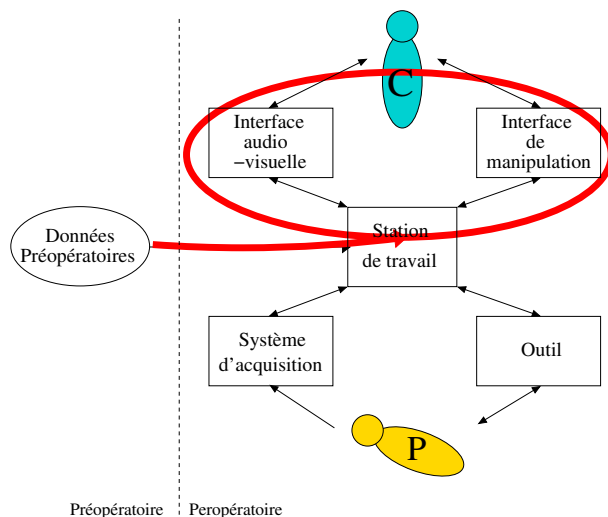 C
Interface
audio
−visuelle
Interface
de
manipulation
Données
Préopératoires
Station
de travail
Système
d'acquisition
Outil
P
Préopératoire
Peropératoire